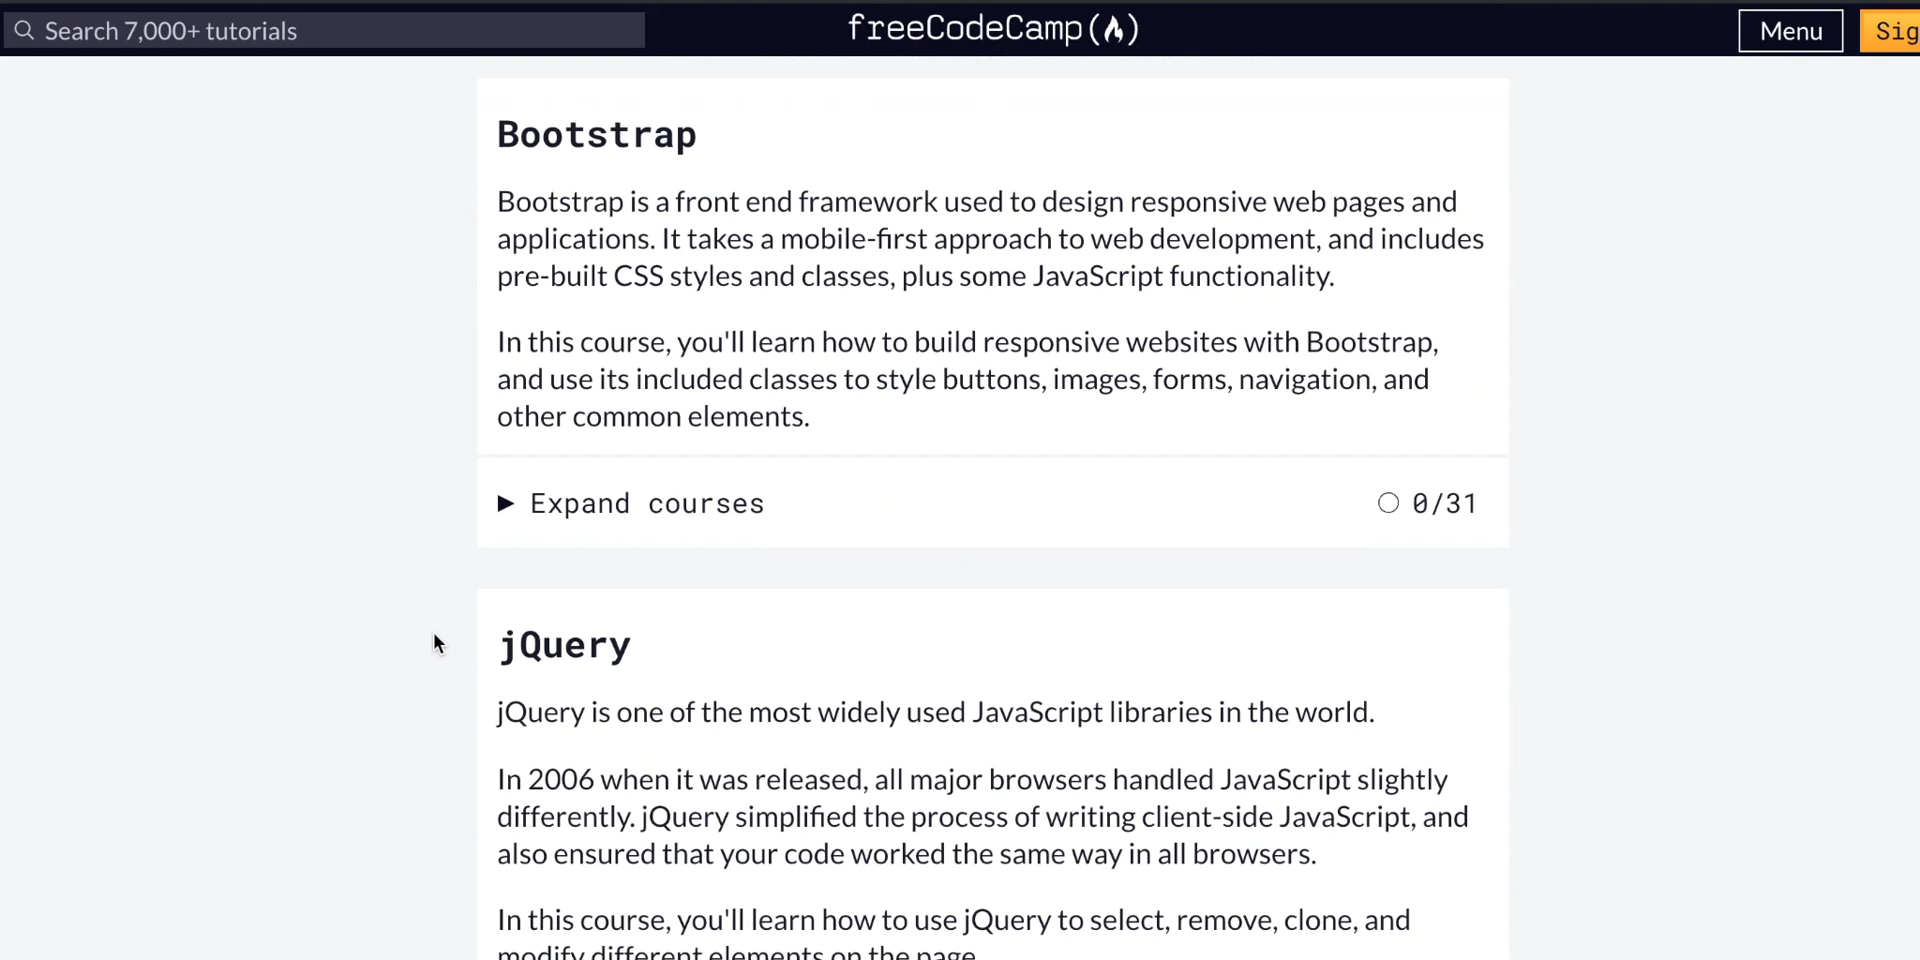 Search 7,000+ tutorials
freeCodeCamp(🔥)
Menu
Sig
Bootstrap
Bootstrap is a front end framework used to design responsive web pages and
applications. It takes a mobile-first approach to web development, and includes
pre-built CSS styles and classes, plus some JavaScript functionality.
In this course, you'll learn how to build responsive websites with Bootstrap,
and use its included classes to style buttons, images, forms, navigation, and
other common elements.
Expand courses
0/31
jQuery
jQuery is one of the most widely used JavaScript libraries in the world.
In 2006 when it was released, all major browsers handled JavaScript slightly
differently. jQuery simplified the process of writing client-side JavaScript, and
also ensured that your code worked the same way in all browsers.
In this course, you'll learn how to use jQuery to select, remove, clone, and
modify different elements on the page.